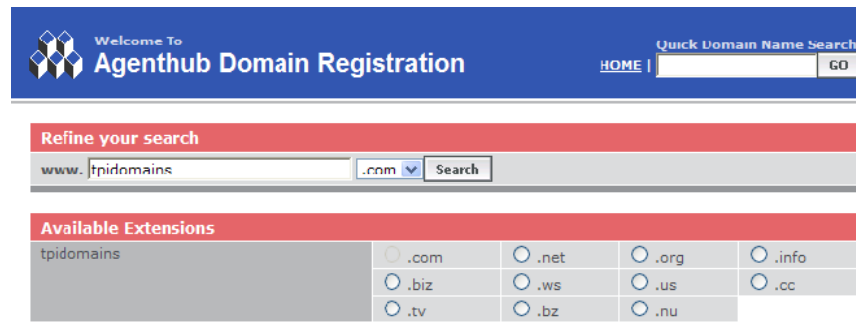 Welcome To
Agenthub Domain Registration
Quick Domain Name Search
HOME | GO
Refine your search
www. tpidomains .com Search
Available Extensions
tpidomains .com .net .org .info
.biz .ws .us .cc
.tv .bz .nu